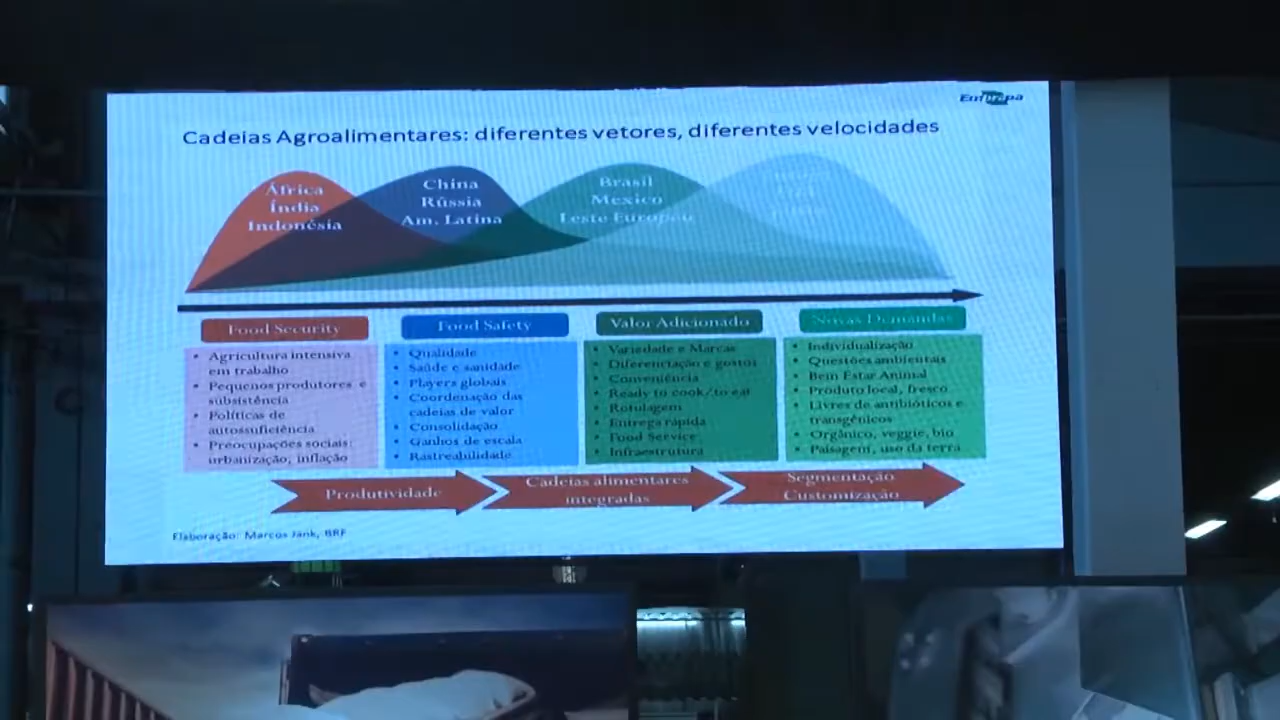 Embrapa
Cadeias Agroalimentares: diferentes vetores, diferentes velocidades
África
Índia
Indonésia
China
Rússia
Am. Latina
Brasil
Mexico
Leste Europeu
Food Security
Agricultura intensiva
em trabalho
Pequenos produtores e
subsistência
Políticas de
autossuficiência
Preocupações sociais:
urbanização, inflação
Food Safety
Qualidade
Saúde e sanidade
Players globais
Coordenação das
cadeias de valor
Consolidação
Ganhos de escala
Rastreabilidade
Valor Adicionado
Variedade e Marcas
Diferenciação e gostos
Conveniência
Ready to cook/to eat
Rotulagem
Entrega rápida
Food Service
Infraestrutura
Novas Demandas
Individualização
Questões ambientais
Bem Estar Animal
Produto local, fresco
Livres de antibióticos e
transgênicos
Orgânico, veggie, bio
Paisagem, uso da terra
Produtividade
Cadeias alimentares
integradas
Segmentação
Customização
Elaboração: Marcos Jank, BRF